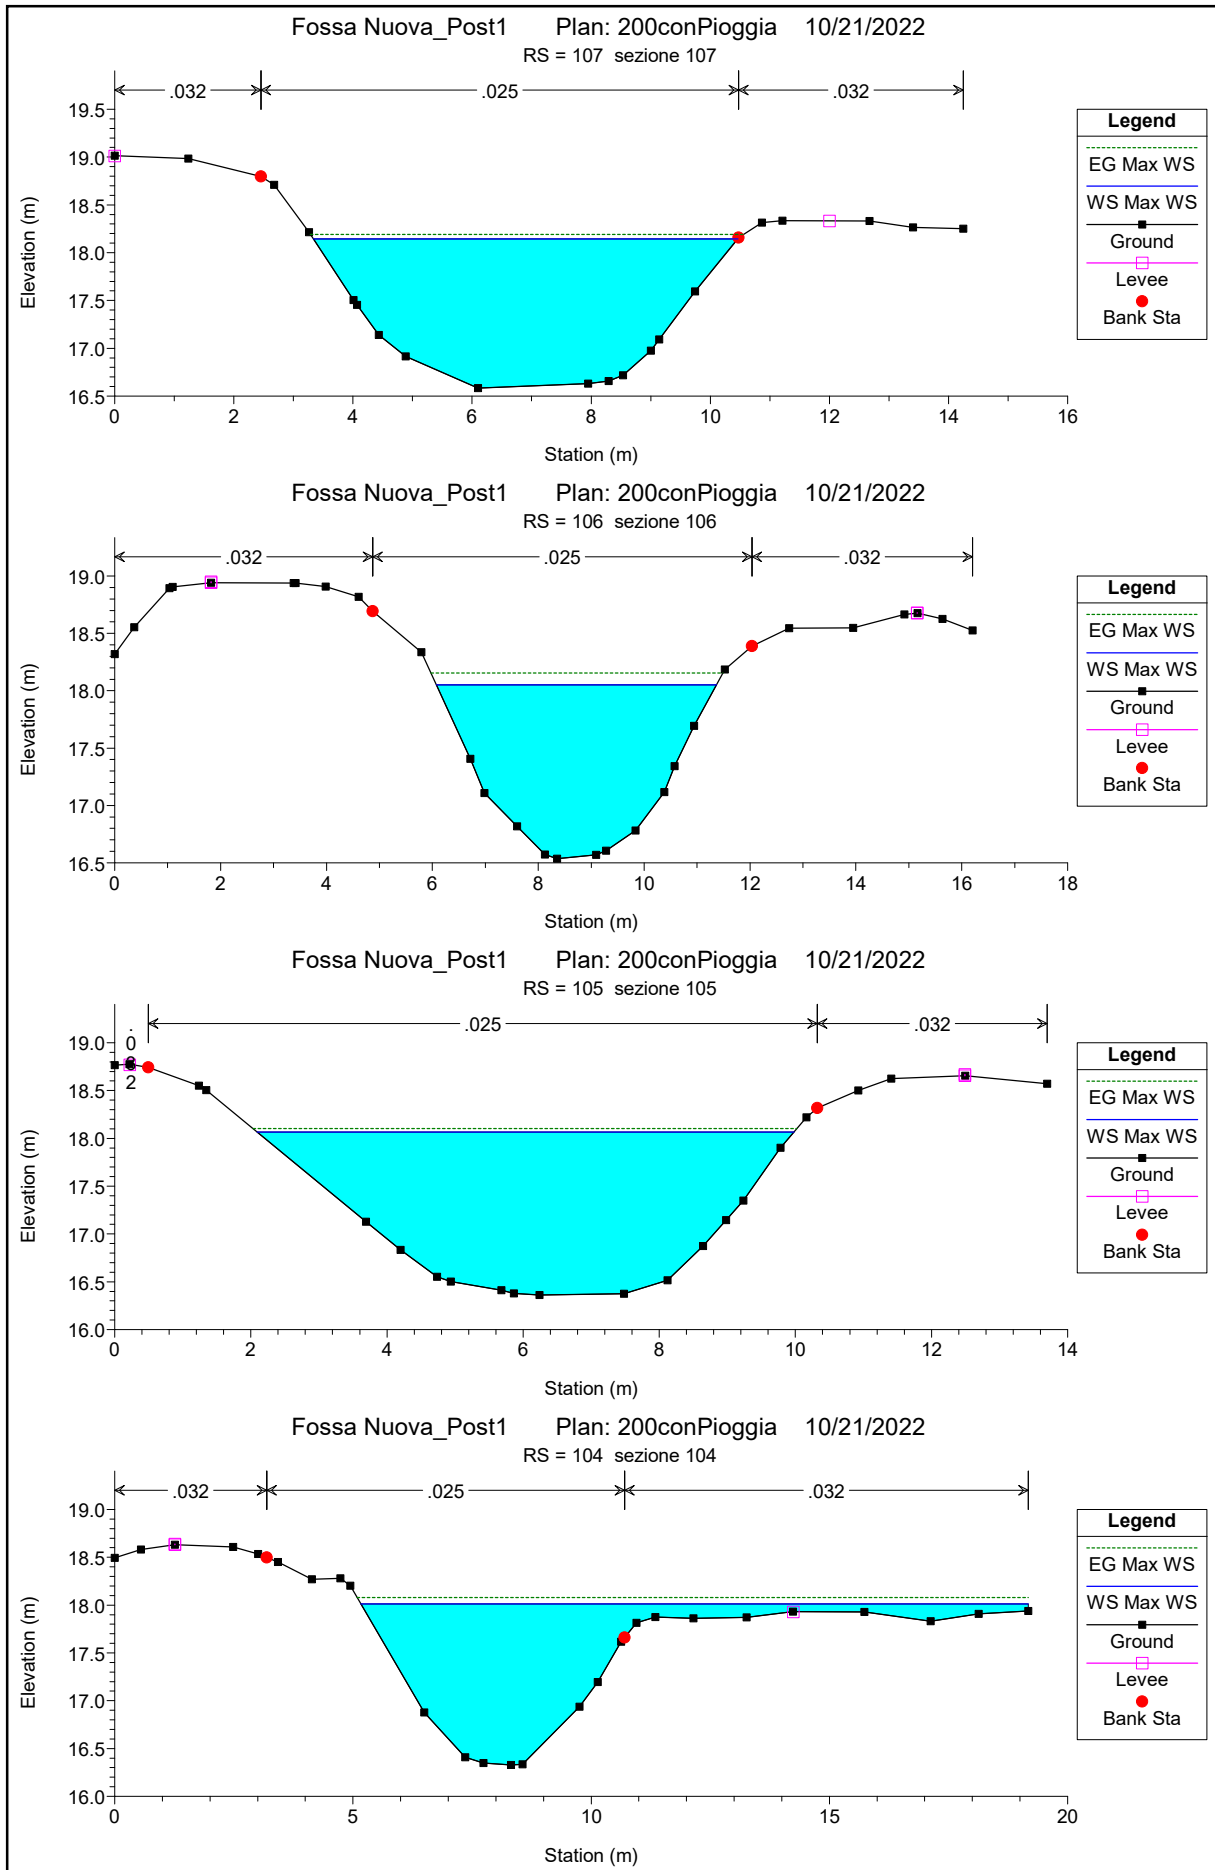 Fossa Nuova_Post1 Plan: 200conPioggia 10/21/2022
RS = 107 sezione 107
.032 .025 .032
19.5
19.0
18.5
18.0
17.5
17.0
16.5
Elevation (m)
0 2 4 6 8 10 12 14 16
Station (m)
Legend
EG Max WS
WS Max WS
Ground
Levee
Bank Sta
Fossa Nuova_Post1 Plan: 200conPioggia 10/21/2022
RS = 106 sezione 106
.032 .025 .032
19.0
18.5
18.0
17.5
17.0
16.5
Elevation (m)
0 2 4 6 8 10 12 14 16 18
Station (m)
Legend
EG Max WS
WS Max WS
Ground
Levee
Bank Sta
Fossa Nuova_Post1 Plan: 200conPioggia 10/21/2022
RS = 105 sezione 105
.032 .025 .032
19.0
18.5
18.0
17.5
17.0
16.5
16.0
Elevation (m)
0 2 4 6 8 10 12 14
Station (m)
Legend
EG Max WS
WS Max WS
Ground
Levee
Bank Sta
Fossa Nuova_Post1 Plan: 200conPioggia 10/21/2022
RS = 104 sezione 104
.032 .025 .032
19.0
18.5
18.0
17.5
17.0
16.5
16.0
Elevation (m)
0 5 10 15 20
Station (m)
Legend
EG Max WS
WS Max WS
Ground
Levee
Bank Sta